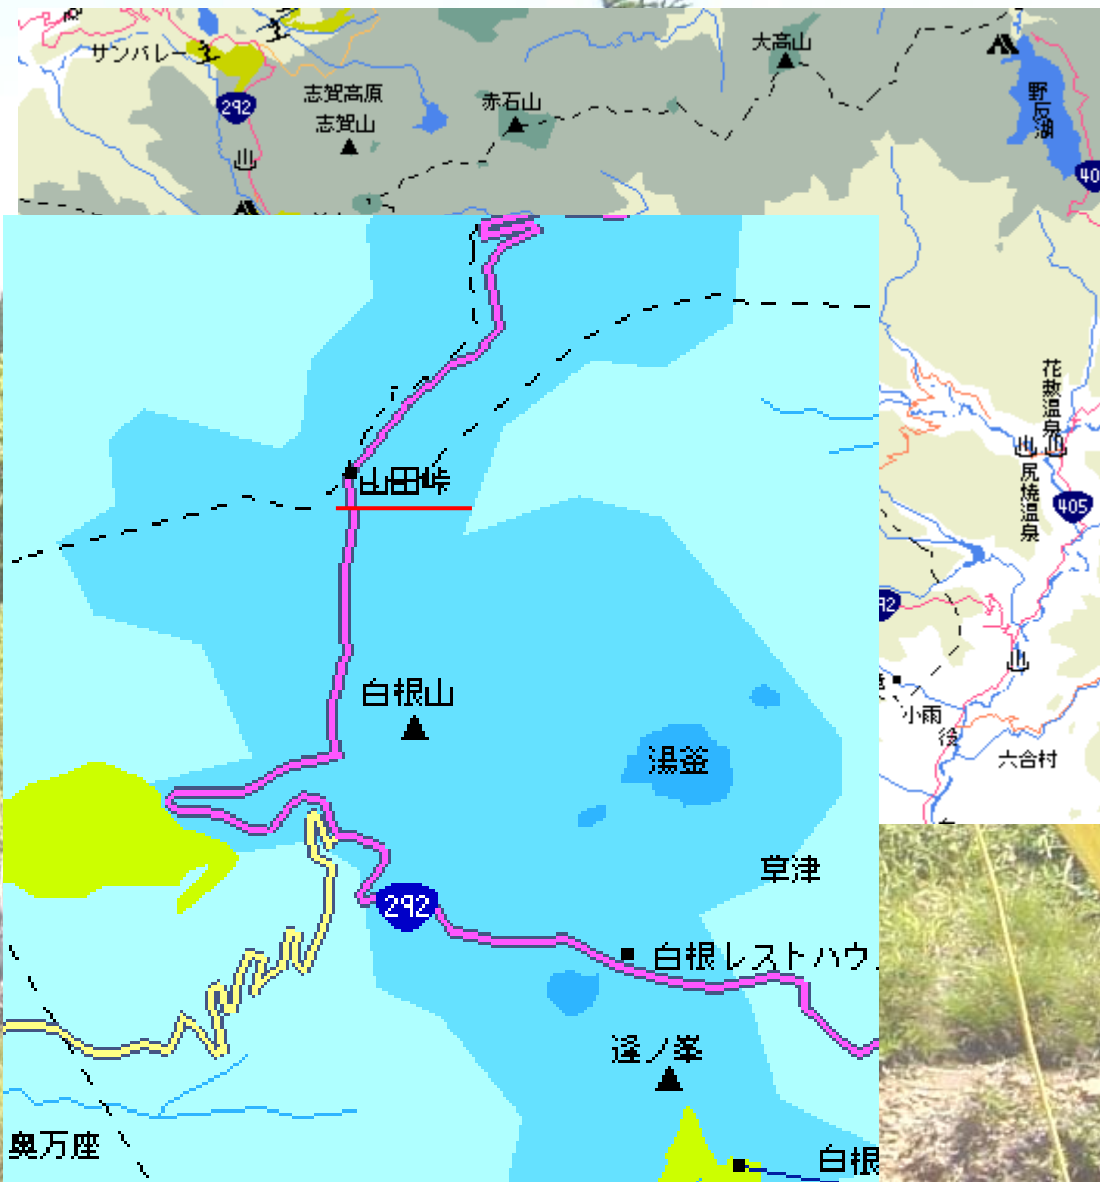 サンバレー
292
志賀高原
志賀山
赤石山
大高山
野反湖
40
山田峠
花敷温泉
尻焼温泉
405
92
白根山
湯釜
小雨
六合村
草津
292
白根レストハウ
逢ノ峯
奥万座
白根